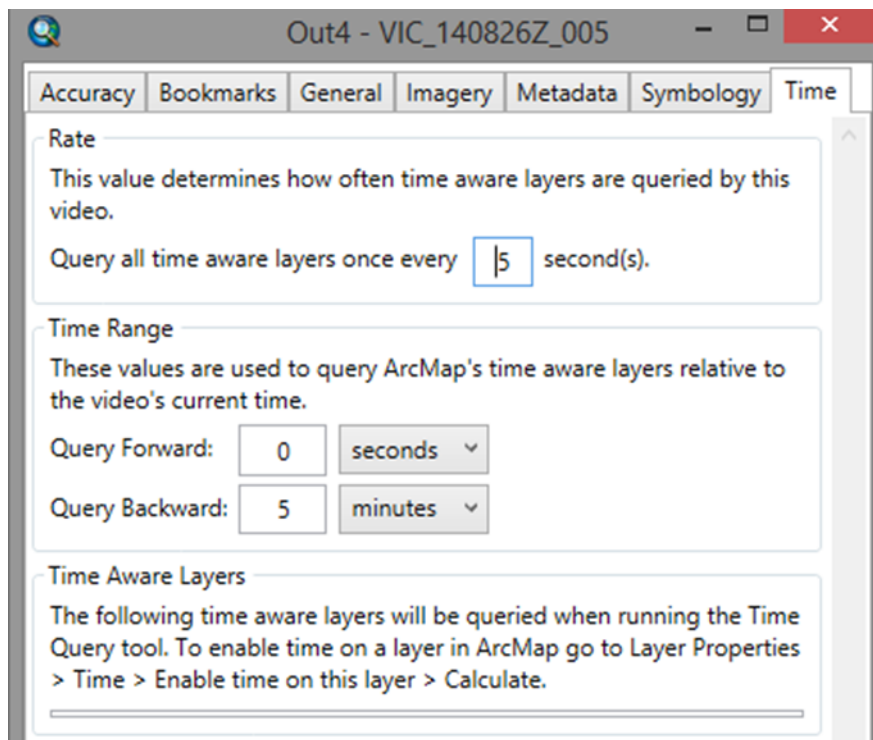 Out4 - VIC_140826Z_005
Accuracy Bookmarks General Imagery Metadata Symbology Time
Rate
This value determines how often time aware layers are queried by this
video.
Query all time aware layers once every 5 second(s).
Time Range
These values are used to query ArcMap's time aware layers relative to
the video's current time.
Query Forward: 0 seconds
Query Backward: 5 minutes
Time Aware Layers
The following time aware layers will be queried when running the Time
Query tool. To enable time on a layer in ArcMap go to Layer Properties
> Time > Enable time on this layer > Calculate.